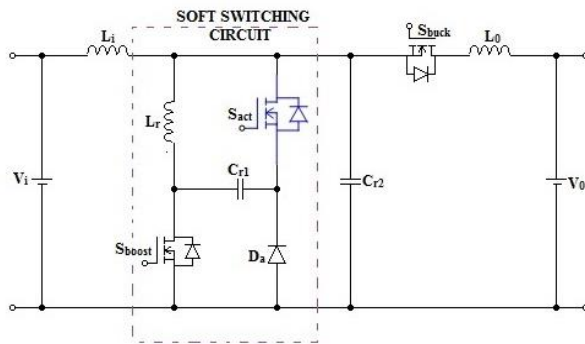 SOFT SWITCHING
CIRCUIT
Sbuck
Li
L0
Lr
Sact
Cr1
Vi
Cr2
V0
Sboost
Da